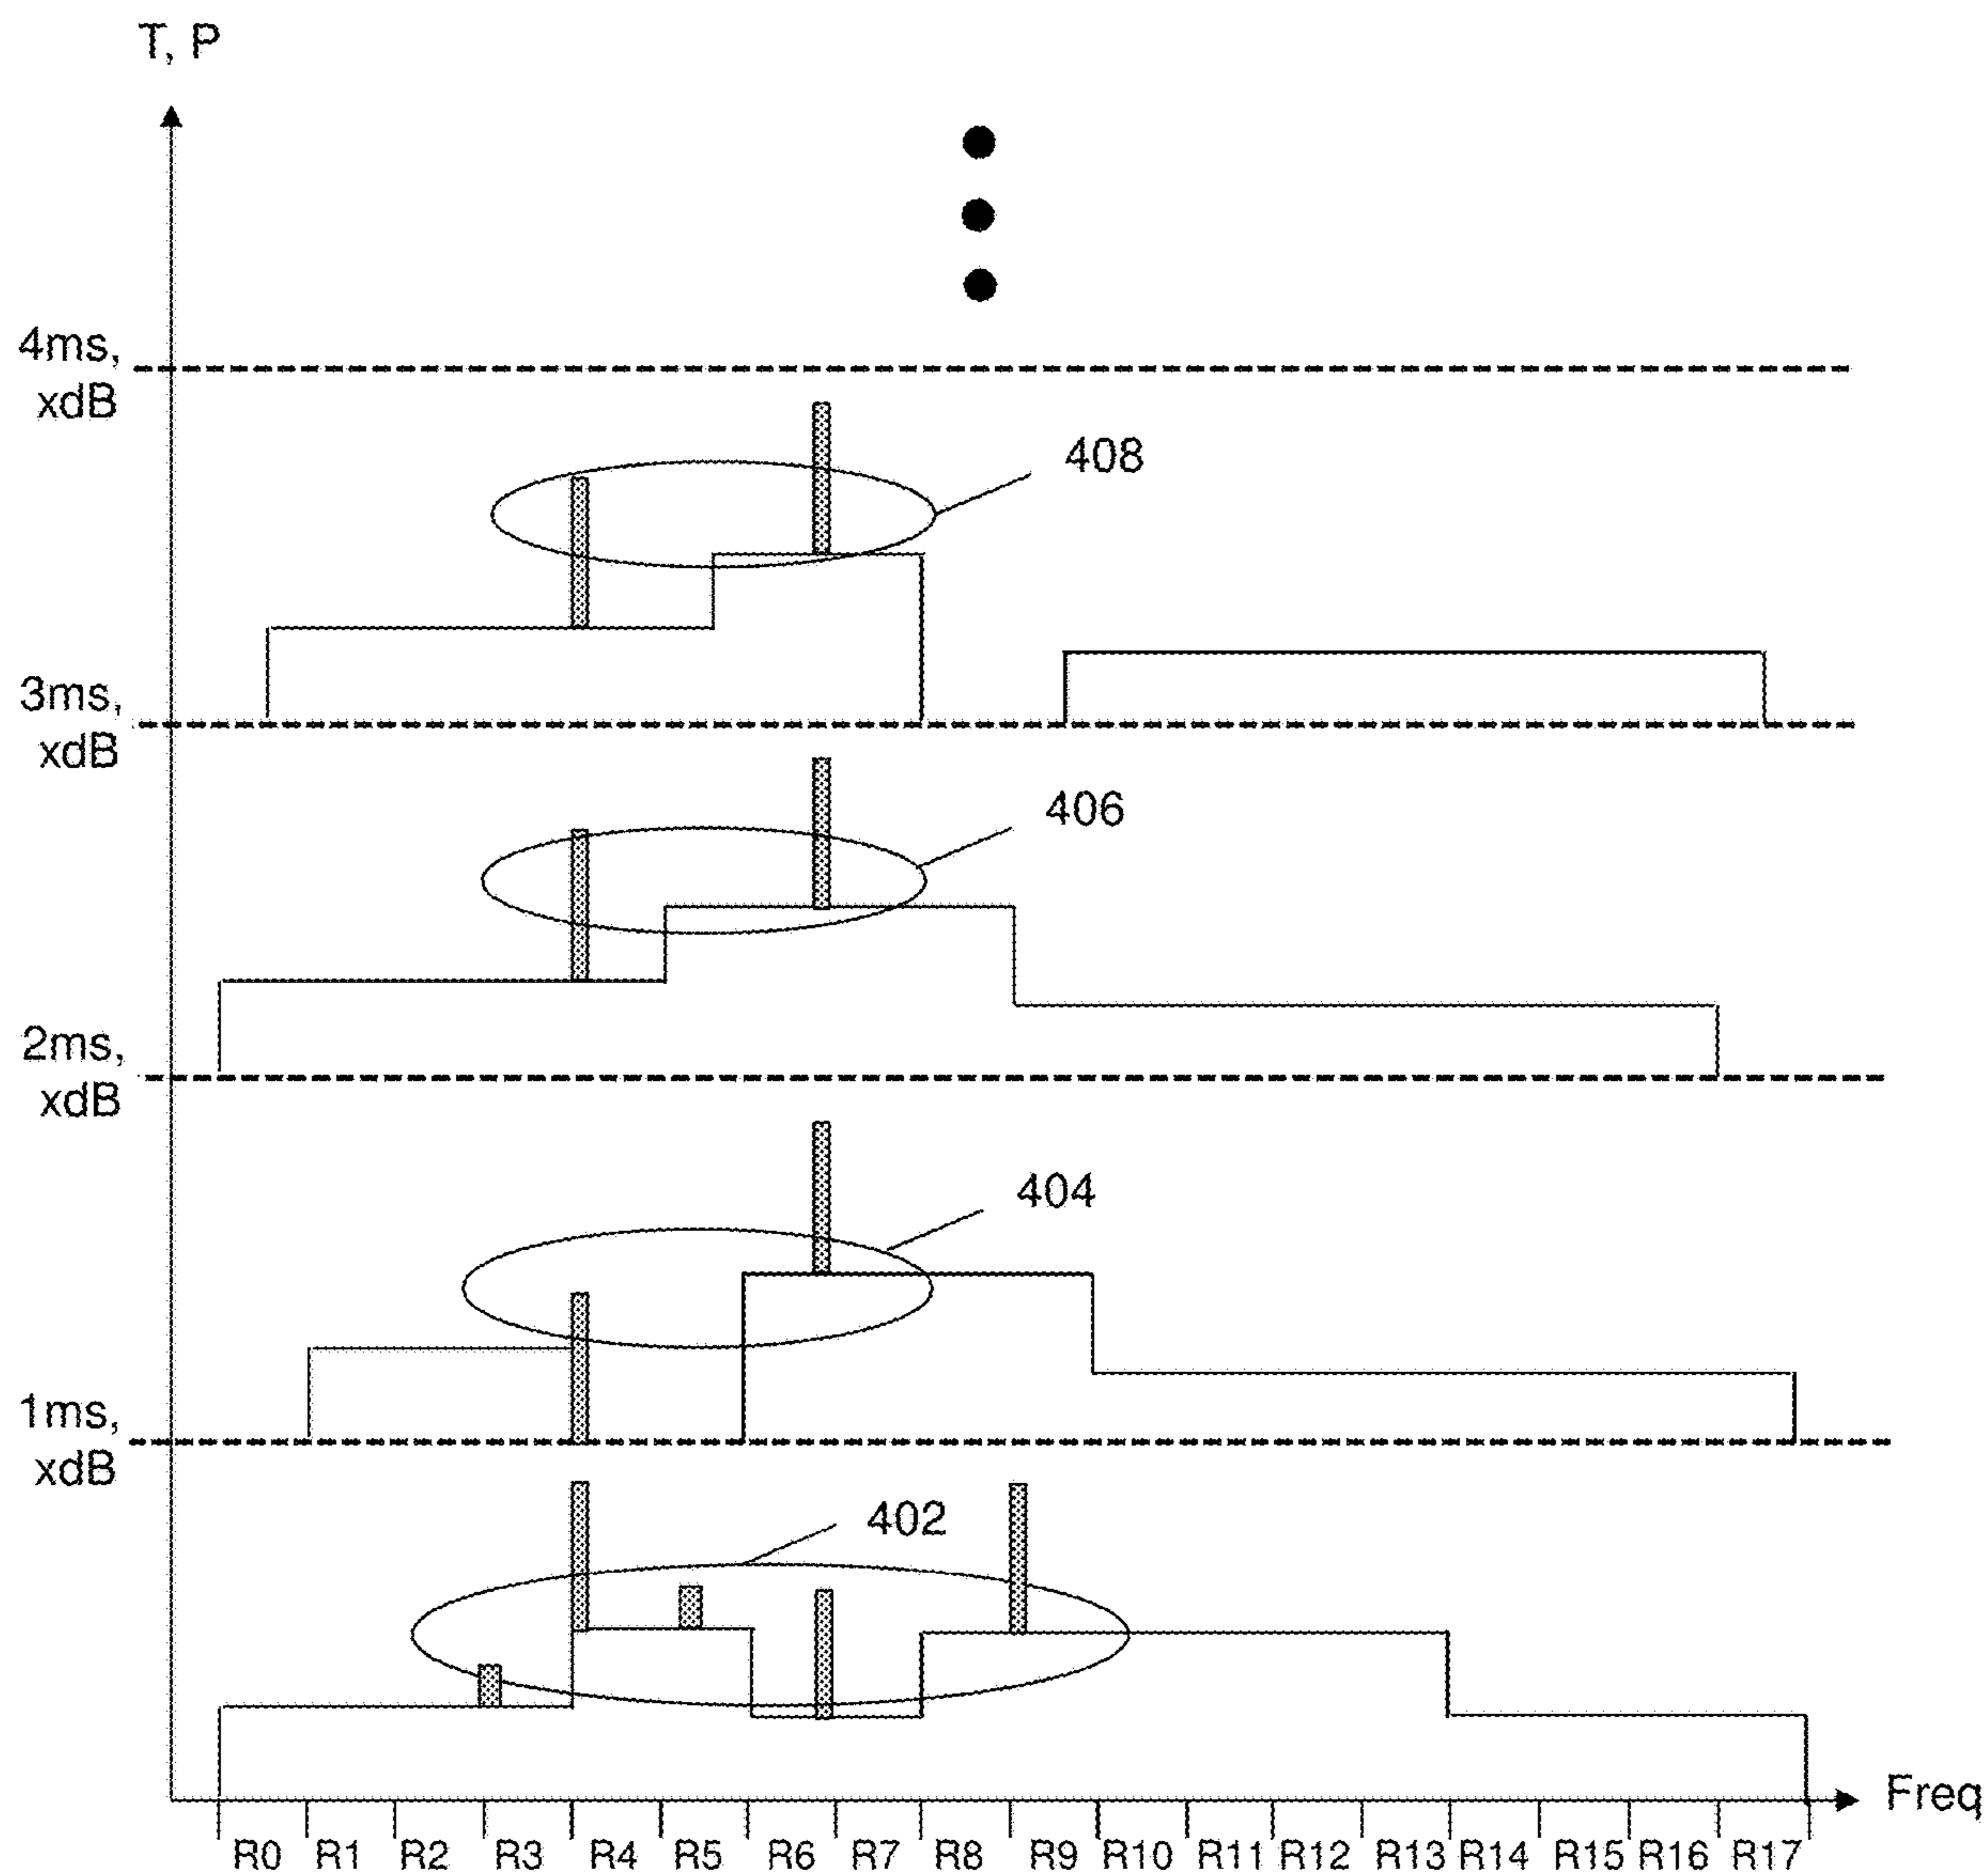 T, P
4ms,
xdB
408
3ms,
xdB
406
2ms,
xdB
404
1ms,
xdB
402
Freq
R0 R1 R2 R3 R4 R5 R6 R7 R8 R9 R10 R11 R12 R13 R14 R15 R16 R17